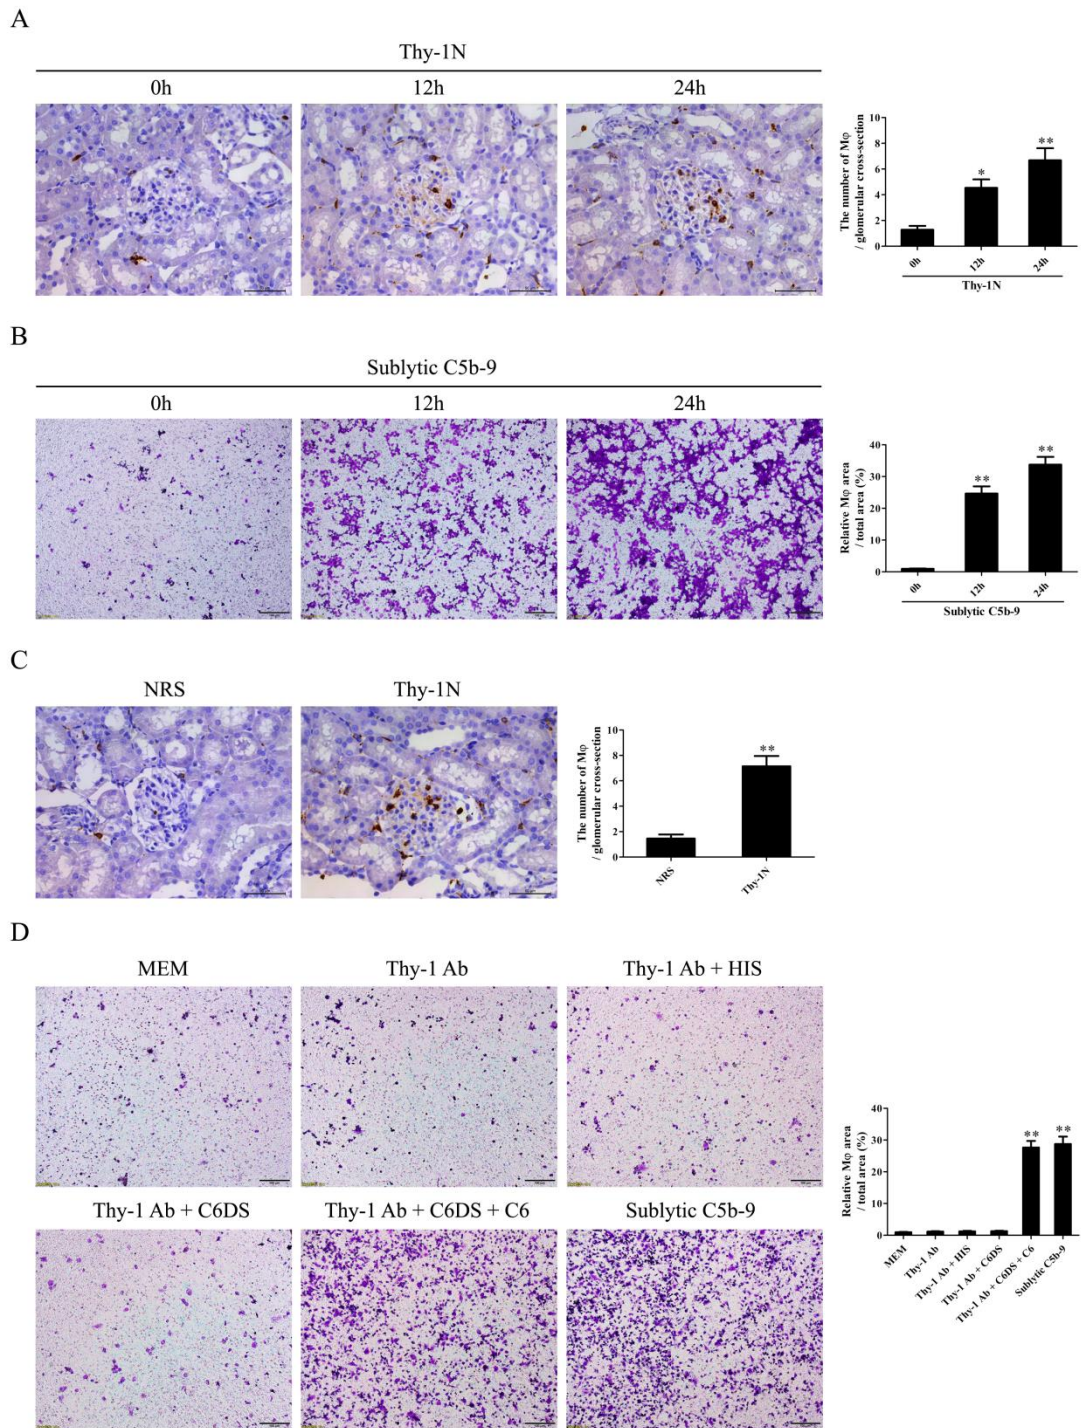 A
Thy-1N
0h
12h
24h
The number of Mφ
/ glomerular cross-section
10
8
6
4
2
0
*
**
0h
12h
24h
Thy-1N
B
Sublytic C5b-9
0h
12h
24h
Relative Mφ area
/ total area (%)
40
30
20
10
0
**
**
0h
12h
24h
Sublytic C5b-9
C
NRS
Thy-1N
The number of Mφ
/ glomerular cross-section
10
8
6
4
2
0
**
NRS
Thy-1N
D
MEM
Thy-1 Ab
Thy-1 Ab + HIS
Thy-1 Ab + C6DS
Thy-1 Ab + C6DS + C6
Sublytic C5b-9
Relative Mφ area
/ total area (%)
40
30
20
10
0
**
**
MEM
Thy-1 Ab
Thy-1 Ab + HIS
Thy-1 Ab + C6DS
Thy-1 Ab + C6DS + C6
Sublytic C5b-9